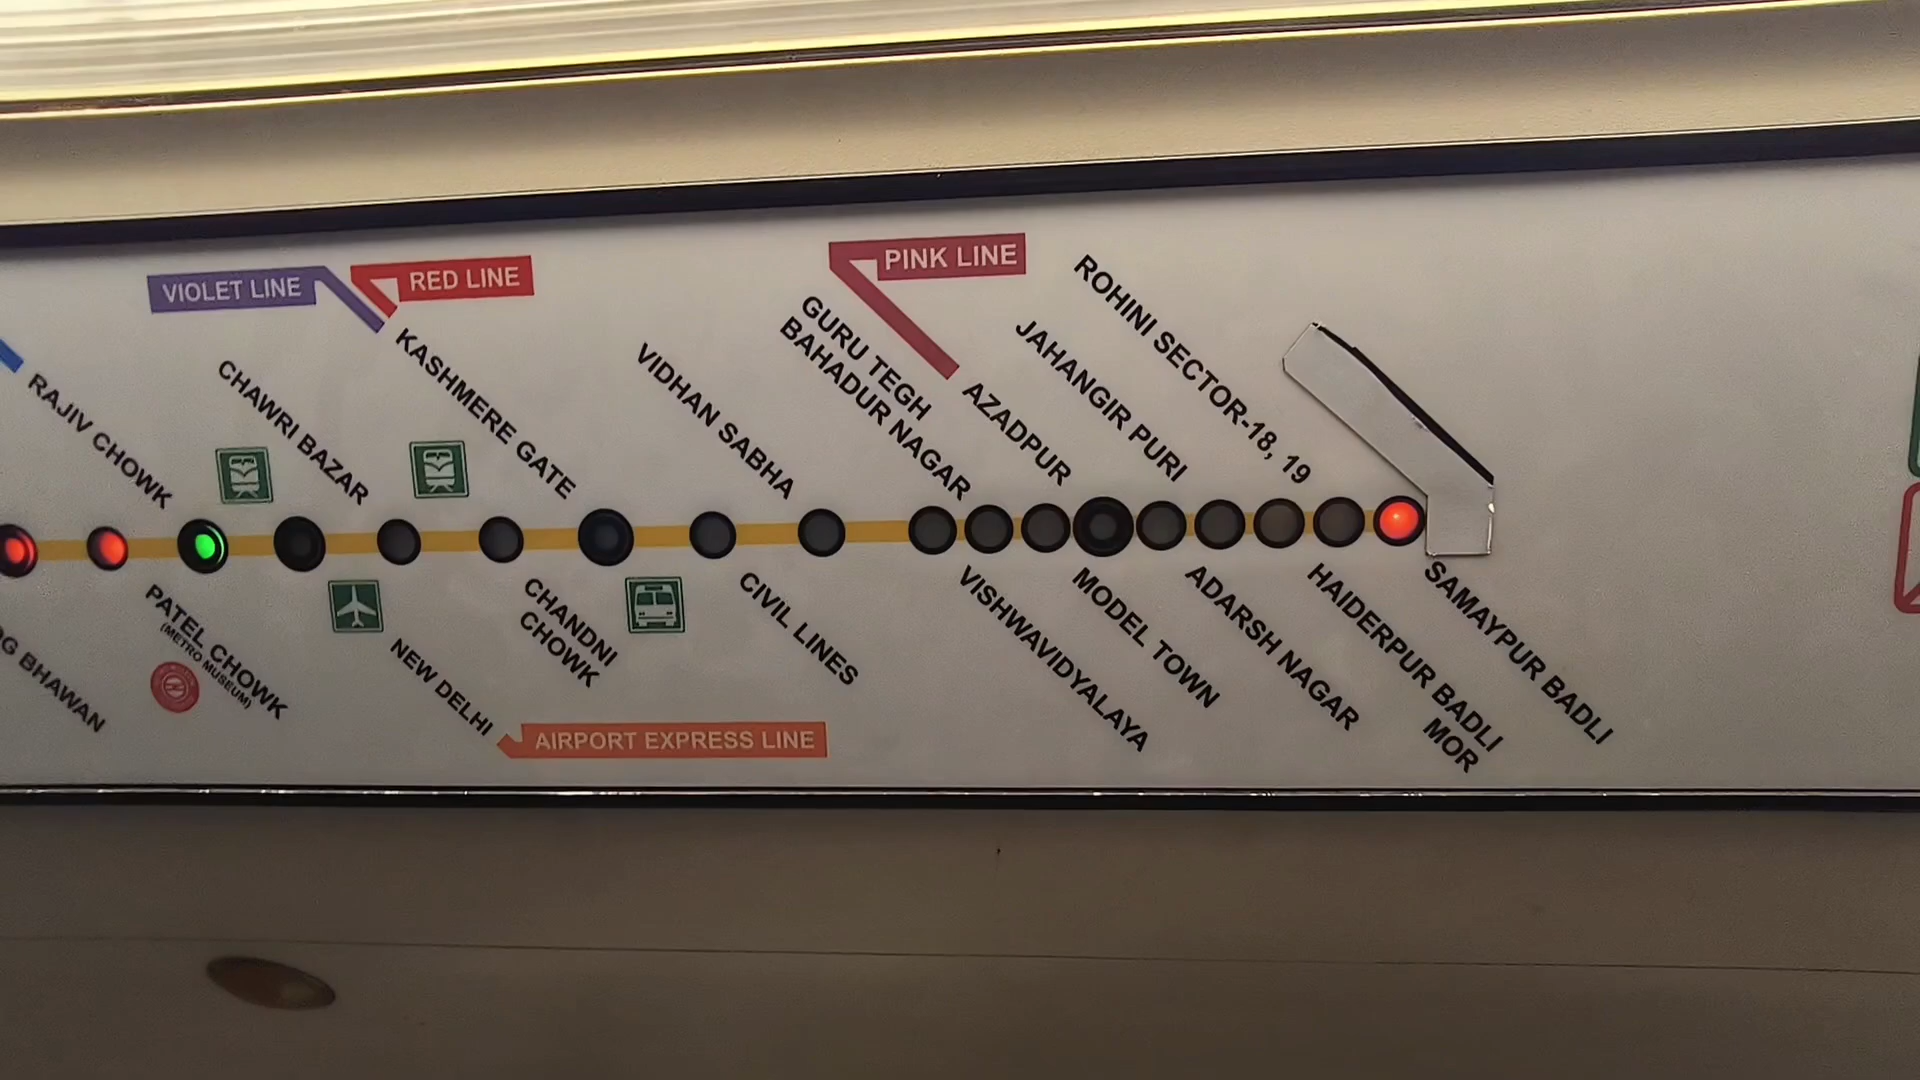 VIOLET LINE
RED LINE
PINK LINE
RAJIV CHOWK
CHAWRI BAZAR
KASHMERE GATE
VIDHAN SABHA
GURU TEGH
BAHADUR NAGAR
AZADPUR
JAHANGIR PURI
ROHINI SECTOR-18, 19
BHAWAN
PATEL CHOWK
(METRO MUSEUM)
NEW DELHI
AIRPORT EXPRESS LINE
CHANDNI
CHOWK
CIVIL LINES
VISHWAVIDYALAYA
MODEL TOWN
ADARSH NAGAR
HAIDERPUR BADLI
MOR
SAMAYPUR BADLI